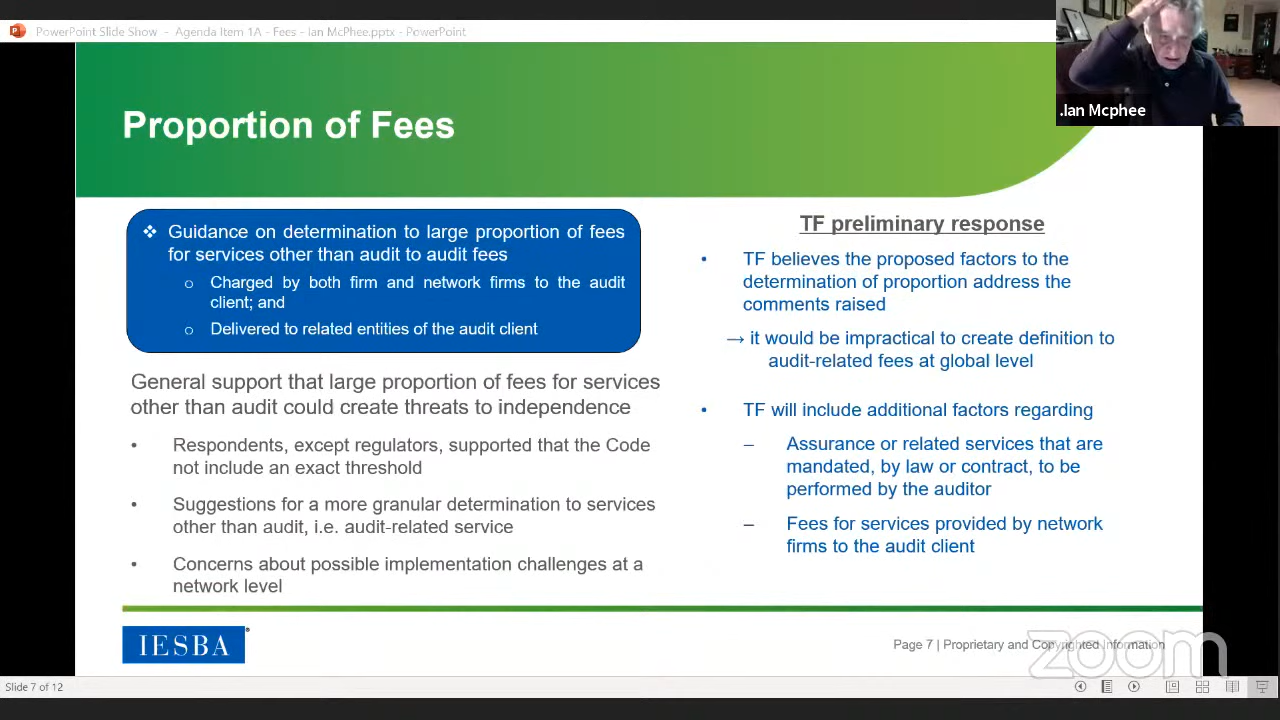 PowerPoint Slide Show - Agenda Item 1A - Fees - Ian McPhee.pptx - PowerPoint
.Ian Mcphee
Proportion of Fees
❖ Guidance on determination to large proportion of fees
for services other than audit to audit fees
o Charged by both firm and network firms to the audit
client; and
o Delivered to related entities of the audit client
General support that large proportion of fees for services
other than audit could create threats to independence
• Respondents, except regulators, supported that the Code
not include an exact threshold
• Suggestions for a more granular determination to services
other than audit, i.e. audit-related service
• Concerns about possible implementation challenges at a
network level
TF preliminary response
• TF believes the proposed factors to the
determination of proportion address the
comments raised
→ it would be impractical to create definition to
audit-related fees at global level
• TF will include additional factors regarding
– Assurance or related services that are
mandated, by law or contract, to be
performed by the auditor
– Fees for services provided by network
firms to the audit client
IESBA
Page 7 | Proprietary and Copyrighted Information
zoom
Slide 7 of 12